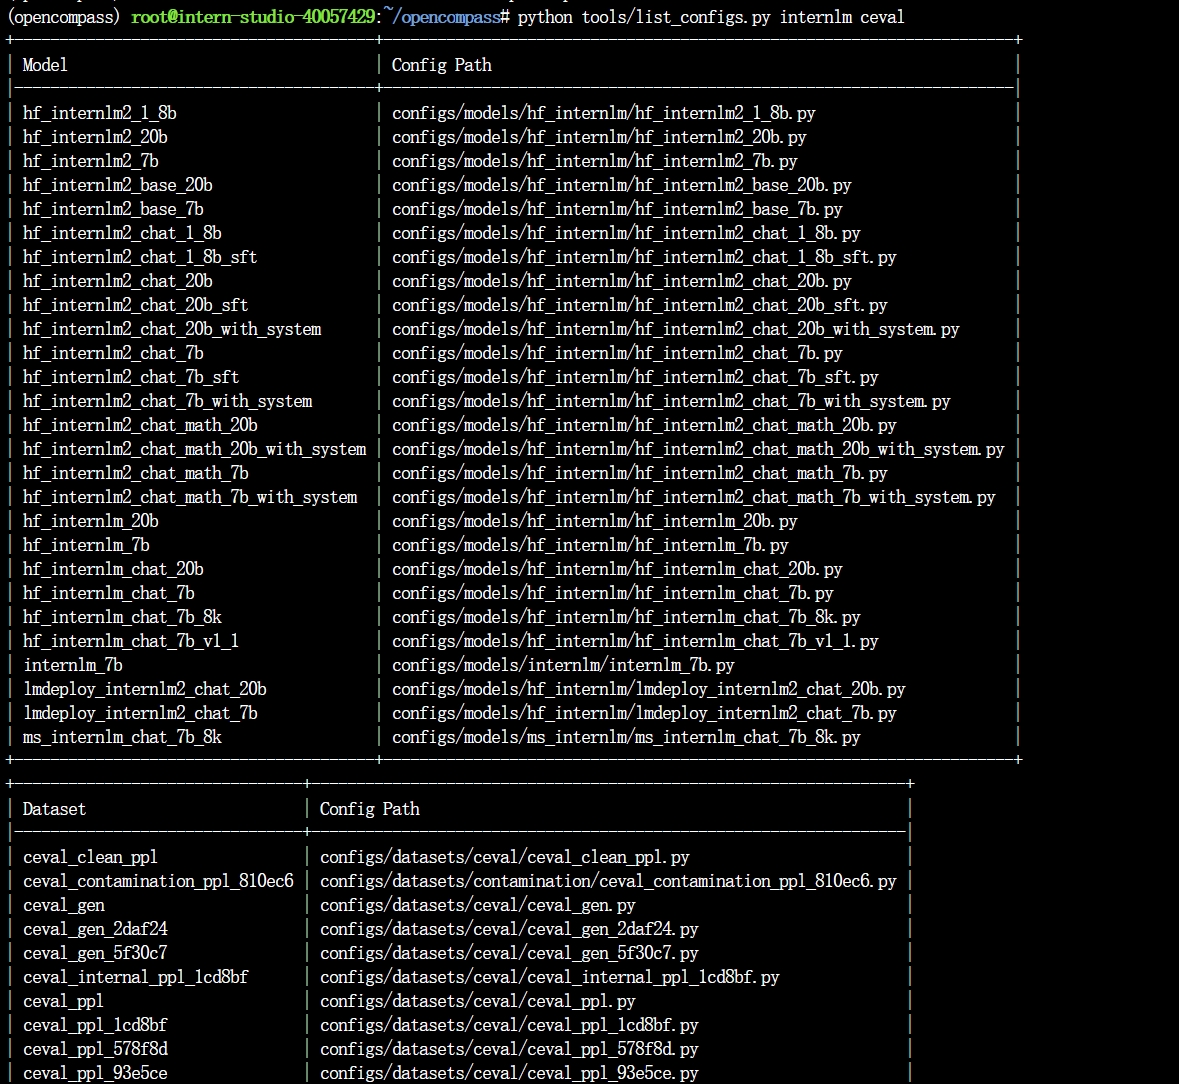 (opencompass) root@intern-studio-40057429:~/opencompass# python tools/list_configs.py internlm ceval
Model Config Path
hf_internlm2_1_8b configs/models/hf_internlm/hf_internlm2_1_8b.py
hf_internlm2_20b configs/models/hf_internlm/hf_internlm2_20b.py
hf_internlm2_7b configs/models/hf_internlm/hf_internlm2_7b.py
hf_internlm2_base_20b configs/models/hf_internlm/hf_internlm2_base_20b.py
hf_internlm2_base_7b configs/models/hf_internlm/hf_internlm2_base_7b.py
hf_internlm2_chat_1_8b configs/models/hf_internlm/hf_internlm2_chat_1_8b.py
hf_internlm2_chat_1_8b_sft configs/models/hf_internlm/hf_internlm2_chat_1_8b_sft.py
hf_internlm2_chat_20b configs/models/hf_internlm/hf_internlm2_chat_20b.py
hf_internlm2_chat_20b_sft configs/models/hf_internlm/hf_internlm2_chat_20b_sft.py
hf_internlm2_chat_20b_with_system configs/models/hf_internlm/hf_internlm2_chat_20b_with_system.py
hf_internlm2_chat_7b configs/models/hf_internlm/hf_internlm2_chat_7b.py
hf_internlm2_chat_7b_sft configs/models/hf_internlm/hf_internlm2_chat_7b_sft.py
hf_internlm2_chat_7b_with_system configs/models/hf_internlm/hf_internlm2_chat_7b_with_system.py
hf_internlm2_chat_math_20b configs/models/hf_internlm/hf_internlm2_chat_math_20b.py
hf_internlm2_chat_math_20b_with_system configs/models/hf_internlm/hf_internlm2_chat_math_20b_with_system.py
hf_internlm2_chat_math_7b configs/models/hf_internlm/hf_internlm2_chat_math_7b.py
hf_internlm2_chat_math_7b_with_system configs/models/hf_internlm/hf_internlm2_chat_math_7b_with_system.py
hf_internlm_20b configs/models/hf_internlm/hf_internlm_20b.py
hf_internlm_7b configs/models/hf_internlm/hf_internlm_7b.py
hf_internlm_chat_20b configs/models/hf_internlm/hf_internlm_chat_20b.py
hf_internlm_chat_7b configs/models/hf_internlm/hf_internlm_chat_7b.py
hf_internlm_chat_7b_8k configs/models/hf_internlm/hf_internlm_chat_7b_8k.py
hf_internlm_chat_7b_v1_1 configs/models/hf_internlm/hf_internlm_chat_7b_v1_1.py
internlm_7b configs/models/internlm/internlm_7b.py
lmdeploy_internlm2_chat_20b configs/models/hf_internlm/lmdeploy_internlm2_chat_20b.py
lmdeploy_internlm2_chat_7b configs/models/hf_internlm/lmdeploy_internlm2_chat_7b.py
ms_internlm_chat_7b_8k configs/models/ms_internlm/ms_internlm_chat_7b_8k.py
Dataset Config Path
ceval_clean_ppl configs/datasets/ceval/ceval_clean_ppl.py
ceval_contamination_ppl_810ec6 configs/datasets/contamination/ceval_contamination_ppl_810ec6.py
ceval_gen configs/datasets/ceval/ceval_gen.py
ceval_gen_2daf24 configs/datasets/ceval/ceval_gen_2daf24.py
ceval_gen_5f30c7 configs/datasets/ceval/ceval_gen_5f30c7.py
ceval_internal_ppl_1cd8bf configs/datasets/ceval/ceval_internal_ppl_1cd8bf.py
ceval_ppl configs/datasets/ceval/ceval_ppl.py
ceval_ppl_1cd8bf configs/datasets/ceval/ceval_ppl_1cd8bf.py
ceval_ppl_578f8d configs/datasets/ceval/ceval_ppl_578f8d.py
ceval_ppl_93e5ce configs/datasets/ceval/ceval_ppl_93e5ce.py